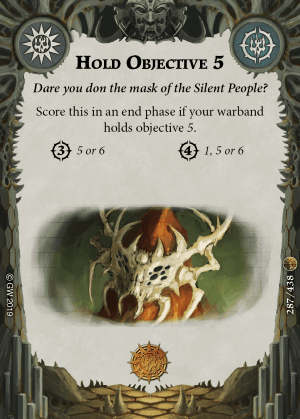 HOLD OBJECTIVE 5
Dare you don the mask of the Silent People?
Score this in an end phase if your warband
holds objective 5.
3 5 or 6 4 1, 5 or 6
© GW 2019
287/438